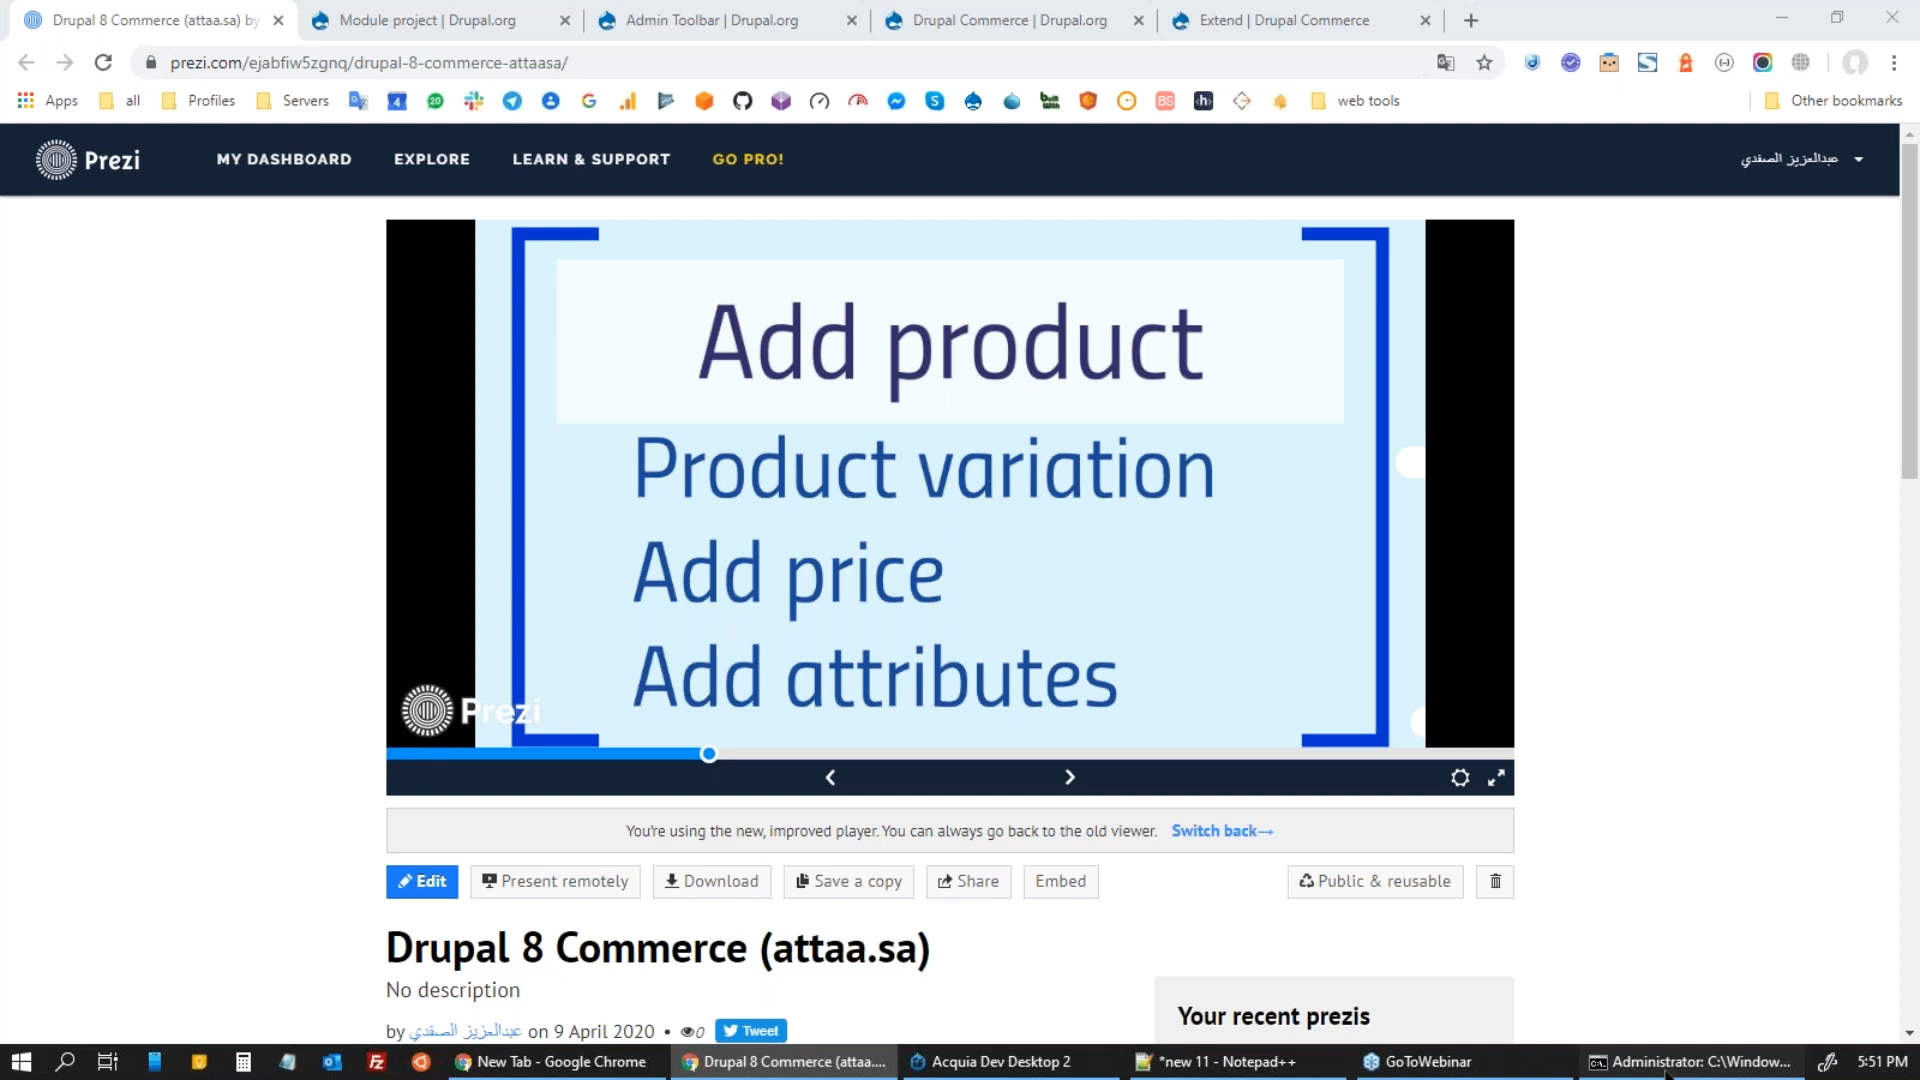 Drupal 8 Commerce (attaa.sa) by
Module project | Drupal.org
Admin Toolbar | Drupal.org
Drupal Commerce | Drupal.org
Extend | Drupal Commerce
prezi.com/ejabfiw5zgnq/drupal-8-commerce-attaasa/
Apps all Profiles Servers web tools Other bookmarks
Prezi MY DASHBOARD EXPLORE LEARN & SUPPORT GO PRO! عبدالعزيز الصفدي
Add product
Product variation
Add price
Add attributes
Prezi
You're using the new, improved player. You can always go back to the old viewer. Switch back→
Edit Present remotely Download Save a copy Share Embed Public & reusable
Drupal 8 Commerce (attaa.sa)
No description
by عبدالعزيز الصفدي on 9 April 2020 • 0 Tweet
Your recent prezis
New Tab - Google Chrome Drupal 8 Commerce (attaa.... Acquia Dev Desktop 2 *new 11 - Notepad++ GoToWebinar Administrator: C:\Window... 5:51 PM